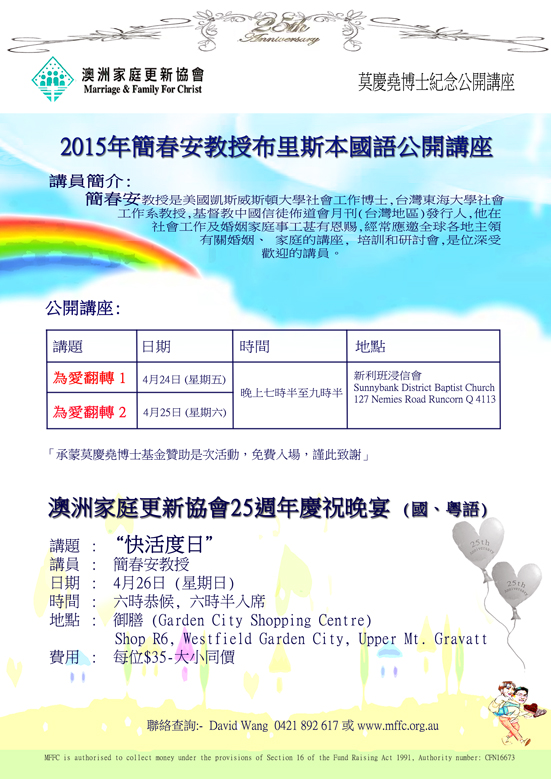 25th
Anniversary
澳洲家庭更新協會
Marriage & Family For Christ
莫慶堯博士紀念公開講座
2015年簡春安教授布里斯本國語公開講座
講員簡介:
簡春安教授是美國凱斯威斯頓大學社會工作博士,台灣東海大學社會
工作系教授,基督教中國信徒佈道會月刊(台灣地區)發行人,他在
社會工作及婚姻家庭事工甚有恩賜,經常應邀全球各地主領
有關婚姻、 家庭的講座, 培訓和研討會,是位深受
歡迎的講員。
公開講座:
講題 日期 時間 地點
為愛翻轉 1 4月24日 (星期五)
為愛翻轉 2 4月25日 (星期六)
晚上七時半至九時半
新利班浸信會
Sunnybank District Baptist Church
127 Nemies Road Runcorn Q 4113
「承蒙莫慶堯博士基金贊助是次活動，免費入場，謹此致謝」
澳洲家庭更新協會25週年慶祝晚宴 (國、粵語)
講題 : “快活度日”
講員 : 簡春安教授
日期 : 4月26日 (星期日)
時間 : 六時恭候, 六時半入席
地點 : 御膳 (Garden City Shopping Centre)
Shop R6, Westfield Garden City, Upper Mt. Gravatt
費用 : 每位$35-大小同價
25th
25th
聯絡查詢:- David Wang 0421 892 617 或 www.mffc.org.au
MFFC is authorised to collect money under the provisions of Section 16 of the Fund Raising Act 1991, Authority number: CFN16673